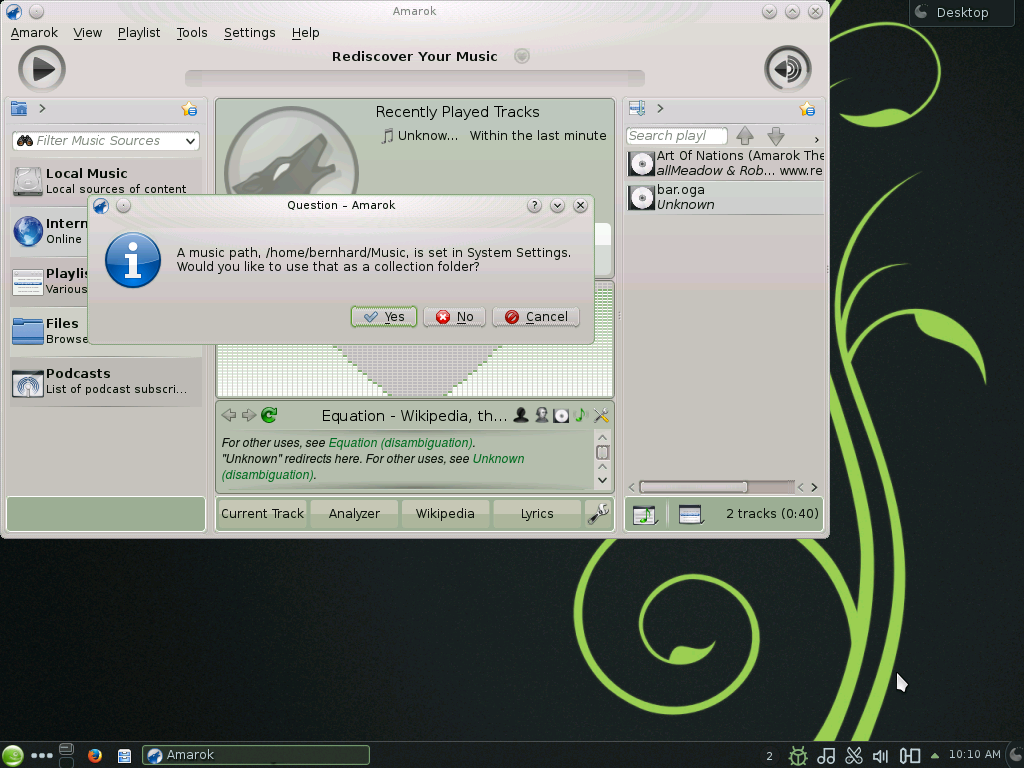 Amarok
Desktop
Amarok View Playlist Tools Settings Help
Rediscover Your Music
Filter Music Sources
Local Music
Local sources of content
Intern
Online
Playlis
Various
Files
Browse
Podcasts
List of podcast subscri...
Recently Played Tracks
Unknow... Within the last minute
Question – Amarok
A music path, /home/bernhard/Music, is set in System Settings.
Would you like to use that as a collection folder?
Yes No Cancel
Equation - Wikipedia, th...
For other uses, see Equation (disambiguation).
"Unknown" redirects here. For other uses, see Unknown
(disambiguation).
Current Track Analyzer Wikipedia Lyrics
Search playl
Art Of Nations (Amarok The
allMeadow & Rob... www.re
bar.oga
Unknown
2 tracks (0:40)
Amarok
2
10:10 AM